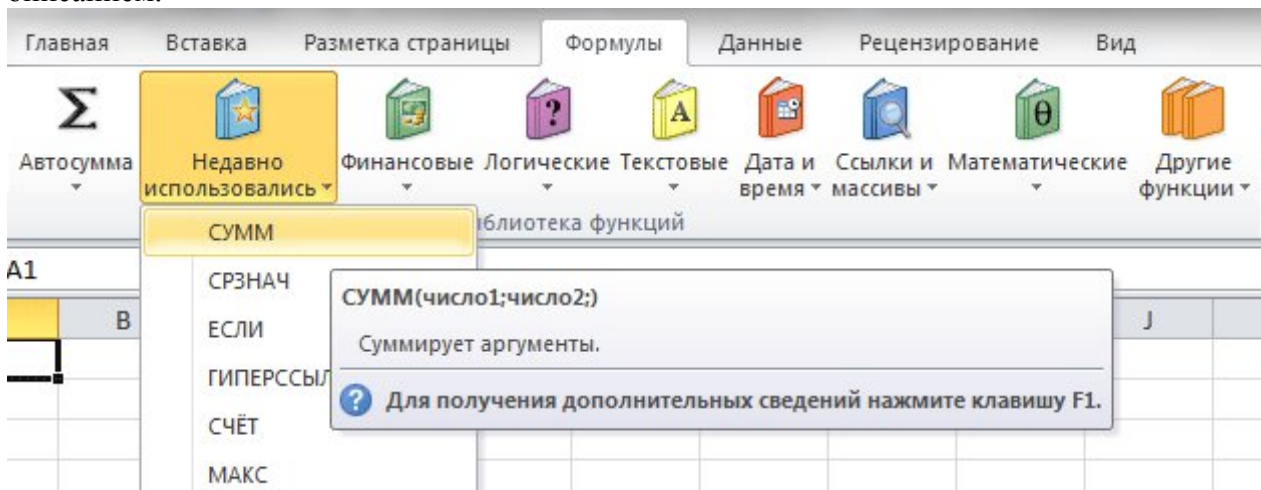 описанием.
Главная Вставка Разметка страницы Формулы Данные Рецензирование Вид
Σ ? A θ
Автосумма Недавно использовались Финансовые Логические Текстовые Дата и время Ссылки и массивы Математические Другие функции
СУММ
иблиотека функций
A1
СРЗНАЧ
СУММ(число1;число2;)
B
J
ЕСЛИ
Суммирует аргументы.
ГИПЕРССЫЛ
Для получения дополнительных сведений нажмите клавишу F1.
СЧЁТ
МАКС